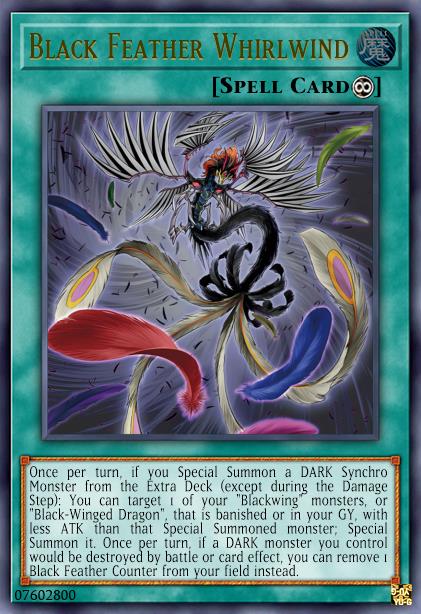 BLACK FEATHER WHIRLWIND 魔
[SPELL CARD]
Once per turn, if you Special Summon a DARK Synchro
Monster from the Extra Deck (except during the Damage
Step): You can target 1 of your "Blackwing" monsters, or
"Black-Winged Dragon", that is banished or in your GY, with
less ATK than that Special Summoned monster; Special
Summon it. Once per turn, if a DARK monster you control
would be destroyed by battle or card effect, you can remove 1
Black Feather Counter from your field instead.
07602800